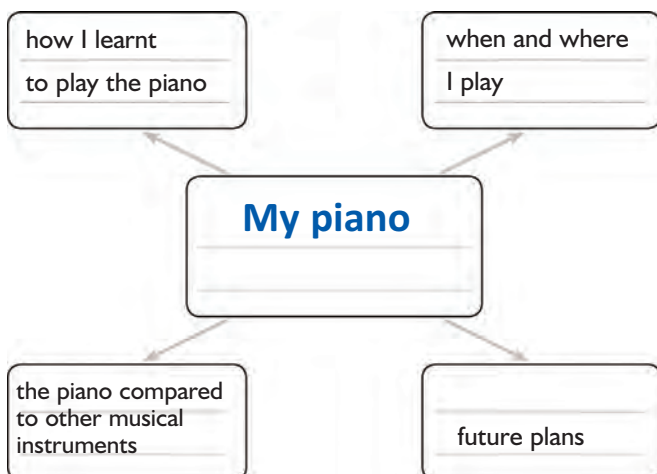 how I learnt
to play the piano
when and where
I play
My piano
the piano compared
to other musical
instruments
future plans